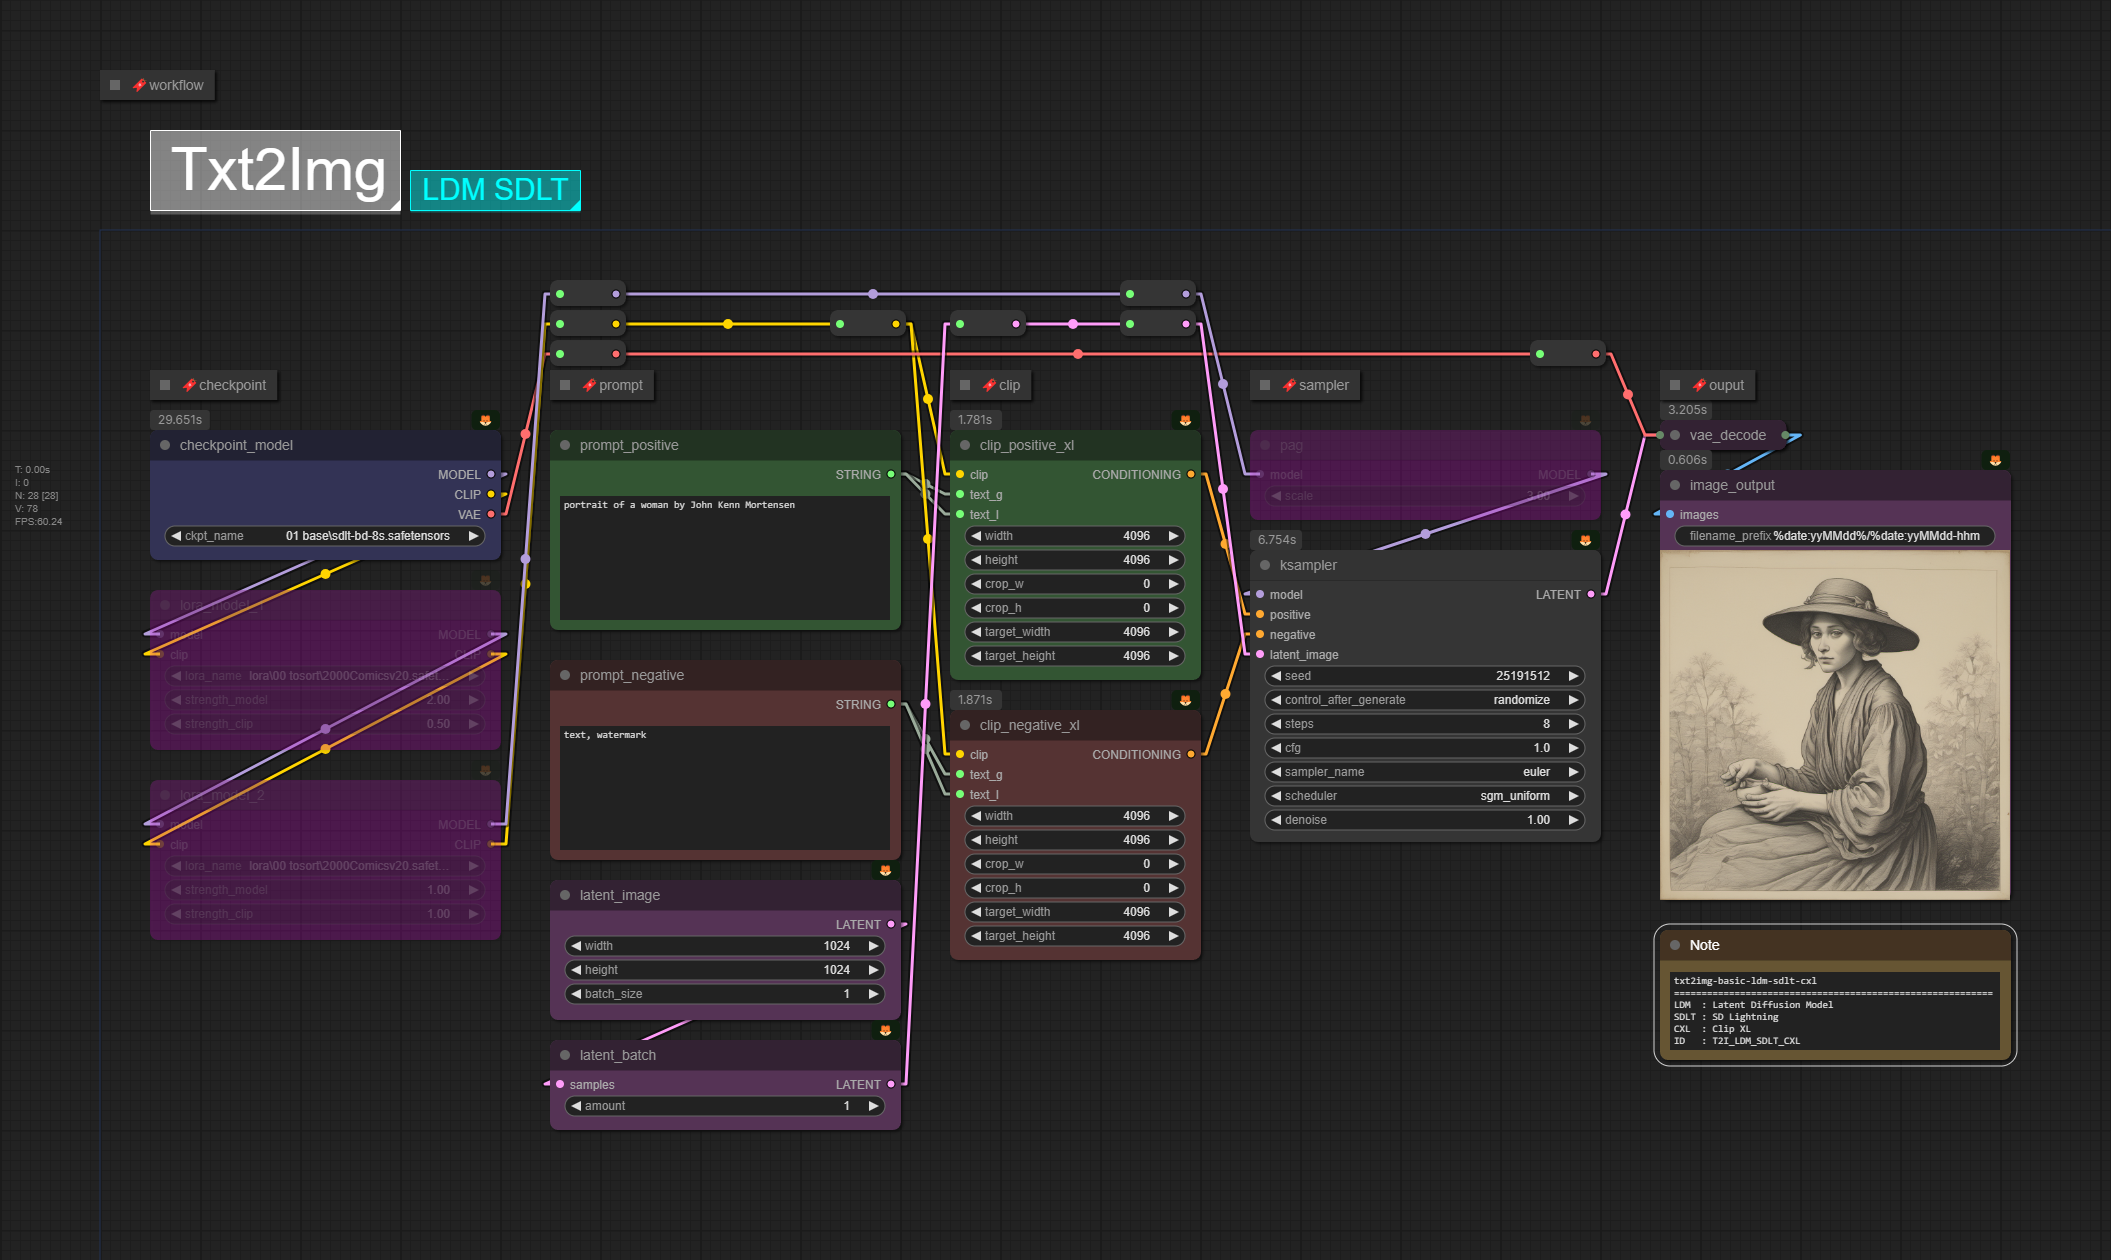 workflow
Txt2Img
LDM SDLT
T: 0.00s
I: 0
N: 28 [28]
V: 78
FPS:60.24
checkpoint
29.651s
checkpoint_model
MODEL
CLIP
VAE
ckpt_name 01 base\sdlt-bd-8s.safetensors
lora_model_1
model MODEL
clip CLIP
lora_name lora\00 tosort\2000Comicsv20.safet...
strength_model 2.00
strength_clip 0.50
lora_model_2
model MODEL
clip CLIP
lora_name lora\00 tosort\2000Comicsv20.safet...
strength_model 1.00
strength_clip 1.00
prompt
prompt_positive
STRING
portrait of a woman by John Kenn Mortensen
prompt_negative
STRING
text, watermark
latent_image
LATENT
width 1024
height 1024
batch_size 1
latent_batch
samples LATENT
amount 1
clip
1.781s
clip_positive_xl
clip CONDITIONING
text_g
text_l
width 4096
height 4096
crop_w 0
crop_h 0
target_width 4096
target_height 4096
1.871s
clip_negative_xl
clip CONDITIONING
text_g
text_l
width 4096
height 4096
crop_w 0
crop_h 0
target_width 4096
target_height 4096
sampler
pag
model MODEL
scale 3.00
6.754s
ksampler
model LATENT
positive
negative
latent_image
seed 25191512
control_after_generate randomize
steps 8
cfg 1.0
sampler_name euler
scheduler sgm_uniform
denoise 1.00
ouput
3.205s
vae_decode
0.606s
image_output
images
filename_prefix %date:yyMMdd%/%date:yyMMdd-hhm
Note
txt2img-basic-ldm-sdlt-cxl
==========================================================
LDM : Latent Diffusion Model
SDLT : SD Lightning
CXL : Clip XL
ID : T2I_LDM_SDLT_CXL